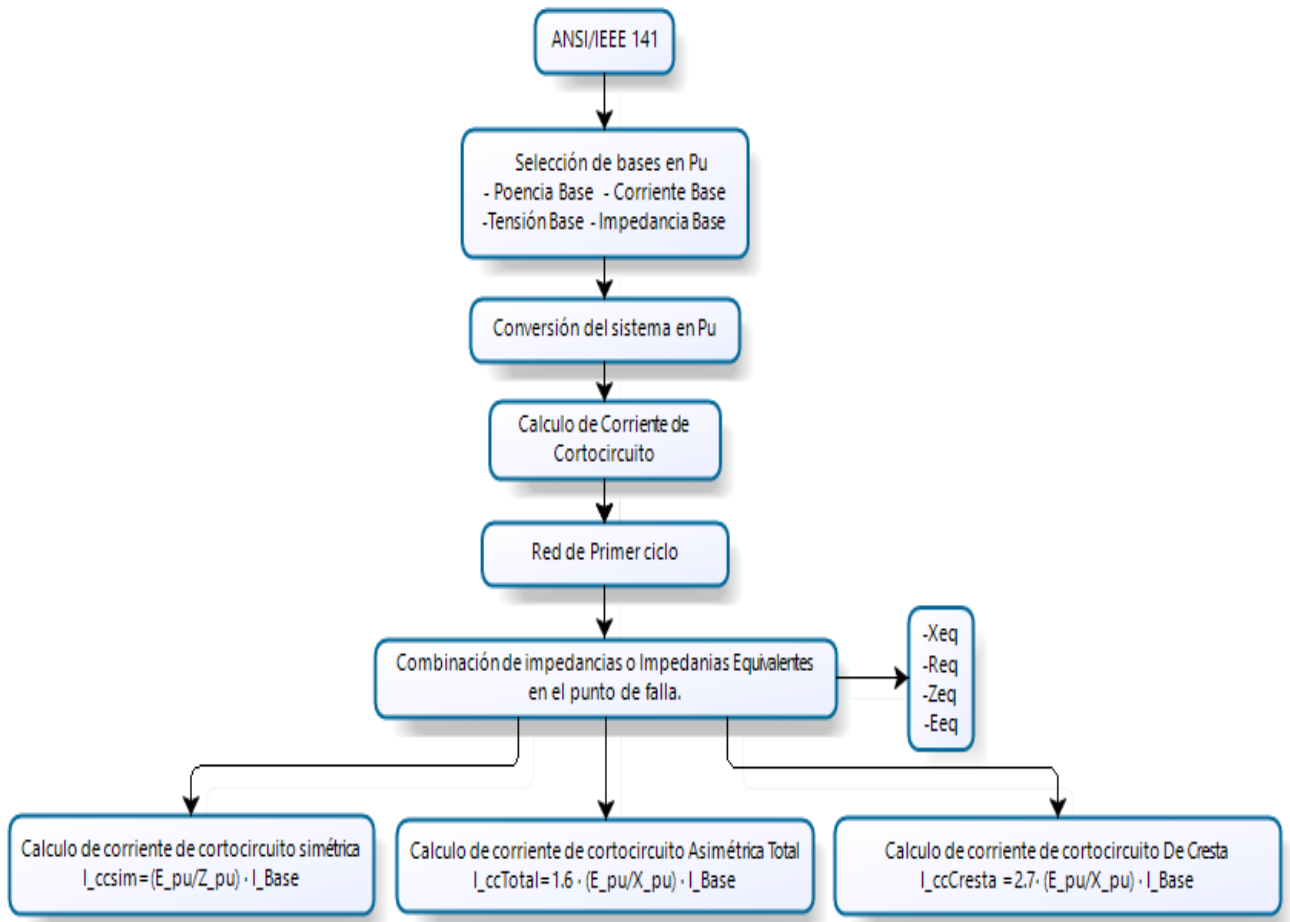 ANSI/IEEE 141
Selección de bases en Pu
- Poencia Base - Corriente Base
-Tensión Base - Impedancia Base
Conversión del sistema en Pu
Calculo de Corriente de
Cortocircuito
Red de Primer ciclo
Combinación de impedancias o Impedanias Equivalentes
en el punto de falla.
-Xeq
-Req
-Zeq
-Eeq
Calculo de corriente de cortocircuito simétrica
I_ccsim=(E_pu/Z_pu) · I_Base
Calculo de corriente de cortocircuito Asimétrica Total
I_ccTotal=1.6 · (E_pu/X_pu) · I_Base
Calculo de corriente de cortocircuito De Cresta
I_ccCresta =2.7· (E_pu/X_pu) · I_Base